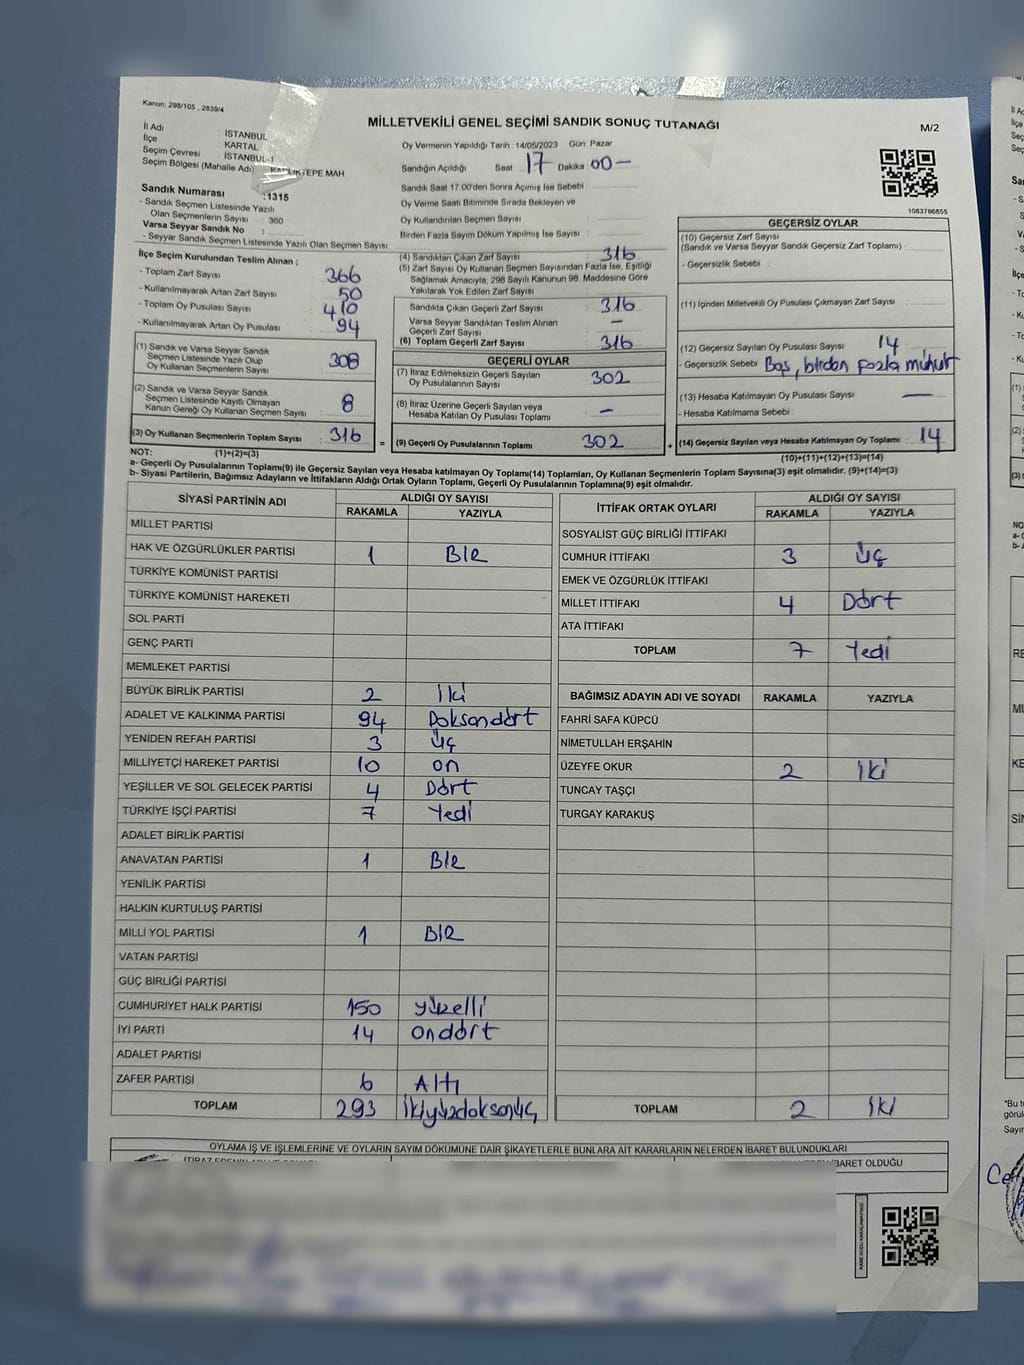 Kanun: 298/105 , 2839/4
MİLLETVEKİLİ GENEL SEÇİMİ SANDIK SONUÇ TUTANAĞI
M/2
İl Adı : İSTANBUL
İlçe : KARTAL
Seçim Çevresi : İSTANBUL-1
Seçim Bölgesi (Mahalle Adı) : MAH.
Oy Vermenin Yapıldığı Tarih : 14/05/2023 Gün: Pazar
Sandığın Açıldığı Saat 17 Dakika 00 —
Sandık Saat 17:00'den Sonra Açımış İse Sebebi :
Oy Verme Saati Bitiminde Sırada Bekleyen ve
Oy Kullandırılan Seçmen Sayısı :
Birden Fazla Sayım Döküm Yapılmış İse Sayısı :
1083766855
Sandık Numarası : 1315
- Sandık Seçmen Listesinde Yazılı
Olan Seçmenlerin Sayısı : 360
Varsa Seyyar Sandık No :
- Seyyar Seçmen Listesinde Yazılı Olan Seçmen Sayısı :
İlçe Seçim Kurulundan Teslim Alınan ;
- Toplam Zarf Sayısı : 366
- Kullanılmayarak Artan Zarf Sayısı : 50
- Toplam Oy Pusulası Sayısı : 410
- Kullanılmayarak Artan Oy Pusulası : 94
(1) Sandık ve Varsa Seyyar Sandık
Seçmen Listesinde Yazılı Olup
Oy Kullanan Seçmenlerin Sayısı : 308
(2) Sandık ve Varsa Seyyar Sandık
Seçmen Listesinde Kayıtlı Olmayan
Kanun Gereği Oy Kullanan Seçmen Sayısı : 8
(3) Oy Kullanan Seçmenlerin Toplam Sayısı : 316
(4) Sandıktan Çıkan Zarf Sayısı : 316
(5) Zarf Sayısı Oy Kullanan Seçmen Sayısından Fazla İse, Eşitliği
Sağlamak Amacıyla, 298 Sayılı Kanunun 98. Maddesine Göre
Yakılarak Yok Edilen Zarf Sayısı :
Sandıkta Çıkan Geçerli Zarf Sayısı : 316
Varsa Seyyar Sandıktan Teslim Alınan
Geçerli Zarf Sayısı : —
(6) Toplam Geçerli Zarf Sayısı : 316
GEÇERLİ OYLAR
(7) İtiraz Edilmeksizin Geçerli Sayılan
Oy Pusulalarının Sayısı : 302
(8) İtiraz Üzerine Geçerli Sayılan veya
Hesaba Katılan Oy Pusulası Toplamı : —
= (9) Geçerli Oy Pusulalarının Toplamı : 302
GEÇERSİZ OYLAR
(10) Geçersiz Zarf Sayısı
(Sandık ve Varsa Seyyar Sandık Geçersiz Zarf Toplamı) :
- Geçersizlik Sebebi :
(11) İçinden Milletvekili Oy Pusulası Çıkmayan Zarf Sayısı :
(12) Geçersiz Sayılan Oy Pusulası Sayısı : 14
- Geçersizlik Sebebi : Boş, birden fazla mühür
(13) Hesaba Katılmayan Oy Pusulası Sayısı : —
- Hesaba Katılmama Sebebi :
+ (14) Geçersiz Sayılan veya Hesaba Katılmayan Oy Toplamı : 14
NOT: (1)+(2)=(3)
(10)+(11)+(12)+(13)=(14)
a- Geçerli Oy Pusulalarının Toplamı(9) ile Geçersiz Sayılan veya Hesaba katılmayan Oy Toplamı(14) Toplamları, Oy Kullanan Seçmenlerin Toplam Sayısına(3) eşit olmalıdır. (9)+(14)=(3)
b- Siyasi Partilerin, Bağımsız Adayların ve İttifakların Aldığı Ortak Oyların Toplamı, Geçerli Oy Pusulalarının Toplamına(9) eşit olmalıdır.
SİYASİ PARTİNİN ADI ALDIĞI OY SAYISI
RAKAMLA YAZIYLA
MİLLET PARTİSİ
HAK VE ÖZGÜRLÜKLER PARTİSİ 1 BİR
TÜRKİYE KOMÜNİST PARTİSİ
TÜRKİYE KOMÜNİST HAREKETİ
SOL PARTİ
GENÇ PARTİ
MEMLEKET PARTİSİ
BÜYÜK BİRLİK PARTİSİ 2 İki
ADALET VE KALKINMA PARTİSİ 94 Doksandört
YENİDEN REFAH PARTİSİ 3 Üç
MİLLİYETÇİ HAREKET PARTİSİ 10 on
YEŞİLLER VE SOL GELECEK PARTİSİ 4 Dört
TÜRKİYE İŞÇİ PARTİSİ 7 Yedi
ADALET BİRLİK PARTİSİ
ANAVATAN PARTİSİ 1 BİR
YENİLİK PARTİSİ
HALKIN KURTULUŞ PARTİSİ
MİLLİ YOL PARTİSİ 1 BİR
VATAN PARTİSİ
GÜÇ BİRLİĞİ PARTİSİ
CUMHURİYET HALK PARTİSİ 150 yüzelli
İYİ PARTİ 14 ondört
ADALET PARTİSİ
ZAFER PARTİSİ 6 Altı
TOPLAM 293 İkiyüzdoksanüç
İTTİFAK ORTAK OYLARI ALDIĞI OY SAYISI
RAKAMLA YAZIYLA
SOSYALIST GÜÇ BİRLİĞİ İTTİFAKI
CUMHUR İTTİFAKI 3 Üç
EMEK VE ÖZGÜRLÜK İTTİFAKI
MİLLET İTTİFAKI 4 Dört
ATA İTTİFAKI
TOPLAM 7 Yedi
BAĞIMSIZ ADAYIN ADI VE SOYADI RAKAMLA YAZIYLA
FAHRİ SAFA KÜPCÜ
NİMETULLAH ERŞAHİN
ÜZEYFE OKUR 2 İki
TUNCAY TAŞÇI
TURGAY KARAKUŞ
TOPLAM 2 İki
OYLAMA İŞ VE İŞLEMLERİNE VE OYLARIN SAYIM DÖKÜMÜNE DAİR ŞİKAYETLERLE BUNLARA AİT KARARLARIN NELERDEN İBARET BULUNDUKLARI
İBARET OLDUĞU